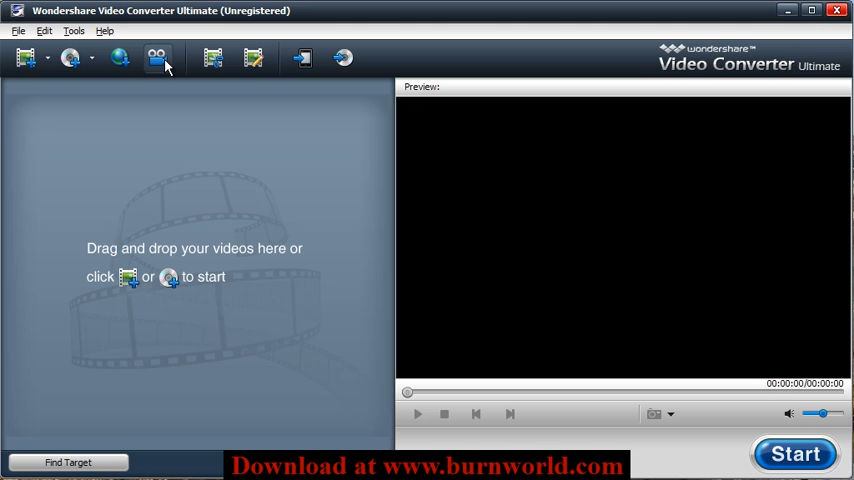 Wondershare Video Converter Ultimate (Unregistered)
File Edit Tools Help
wondershare™
Video Converter Ultimate
Preview:
Drag and drop your videos here or
click or to start
00:00:00/00:00:00
Find Target
Download at www.burnworld.com
Start